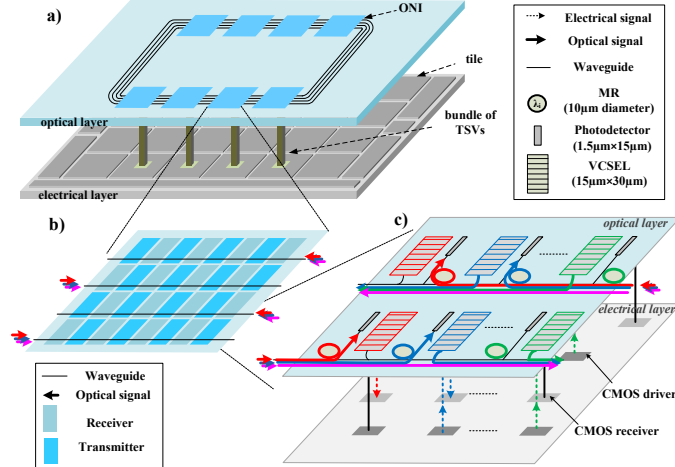 a)
ONI
tile
optical layer
bundle of
TSVs
electrical layer
Electrical signal
Optical signal
Waveguide
λi
MR
(10μm diameter)
Photodetector
(1.5μm×15μm)
VCSEL
(15μm×30μm)
b)
c)
optical layer
electrical layer
Waveguide
Optical signal
Receiver
Transmitter
CMOS driver
CMOS receiver